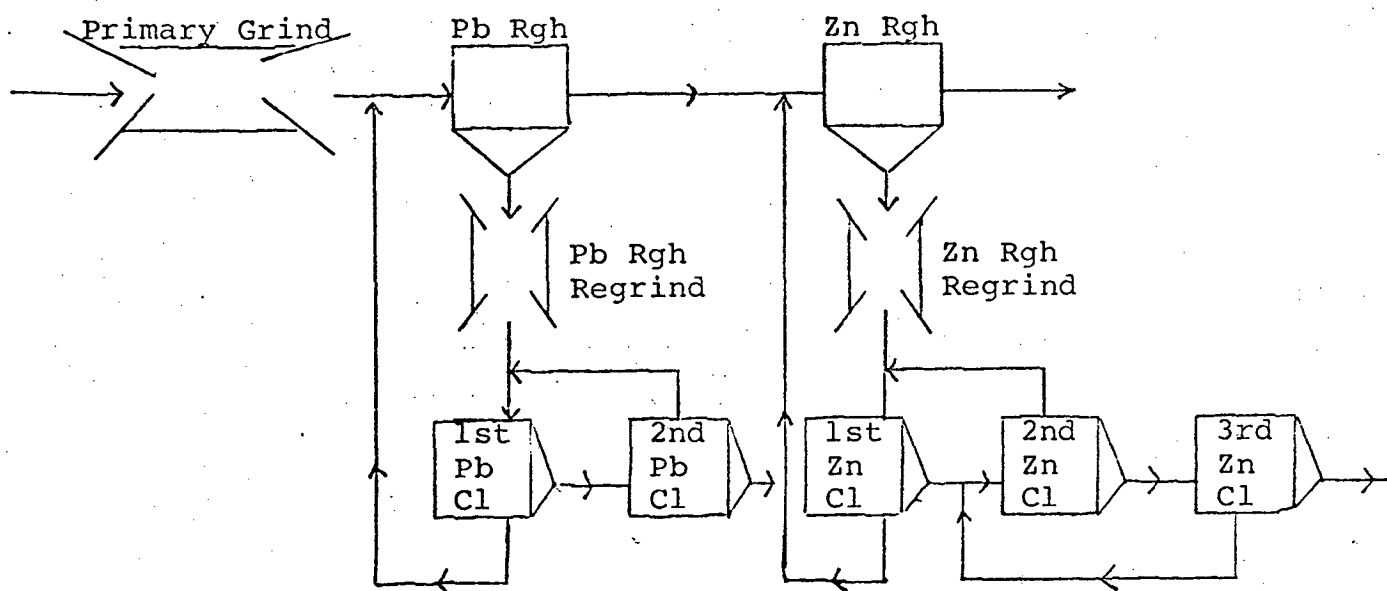 Primary Grind
Pb Rgh
Zn Rgh
Pb Rgh
Regrind
Zn Rgh
Regrind
1st
Pb
Cl
2nd
Pb
Cl
1st
Zn
Cl
2nd
Zn
Cl
3rd
Zn
Cl